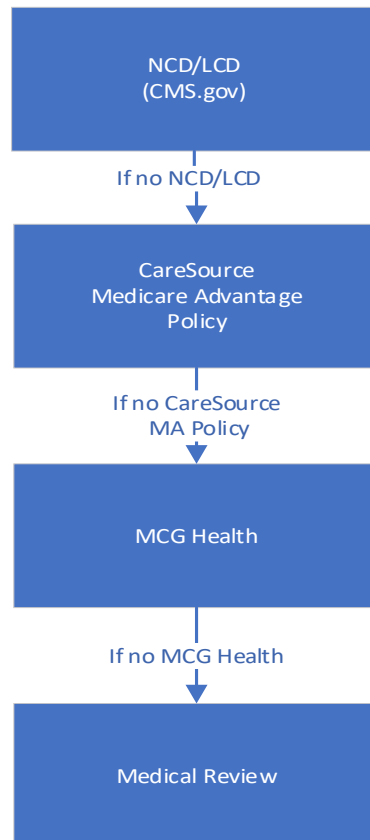 NCD/LCD
(CMS.gov)
If no NCD/LCD
CareSource
Medicare Advantage
Policy
If no CareSource
MA Policy
MCG Health
If no MCG Health
Medical Review